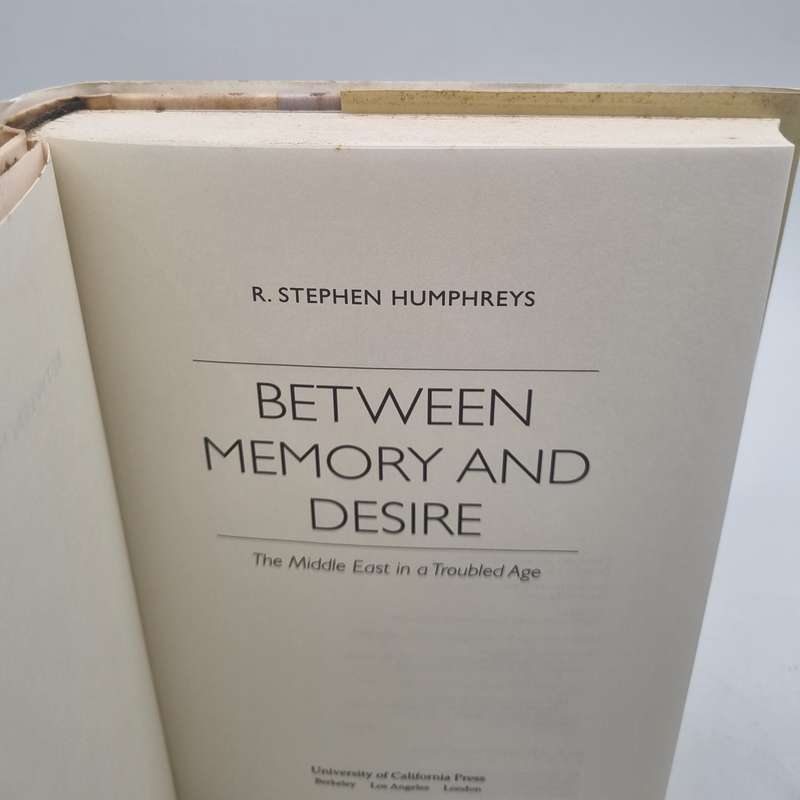 R. STEPHEN HUMPHREYS
BETWEEN
MEMORY AND
DESIRE
The Middle East in a Troubled Age
University of California Press
Berkeley Los Angeles London